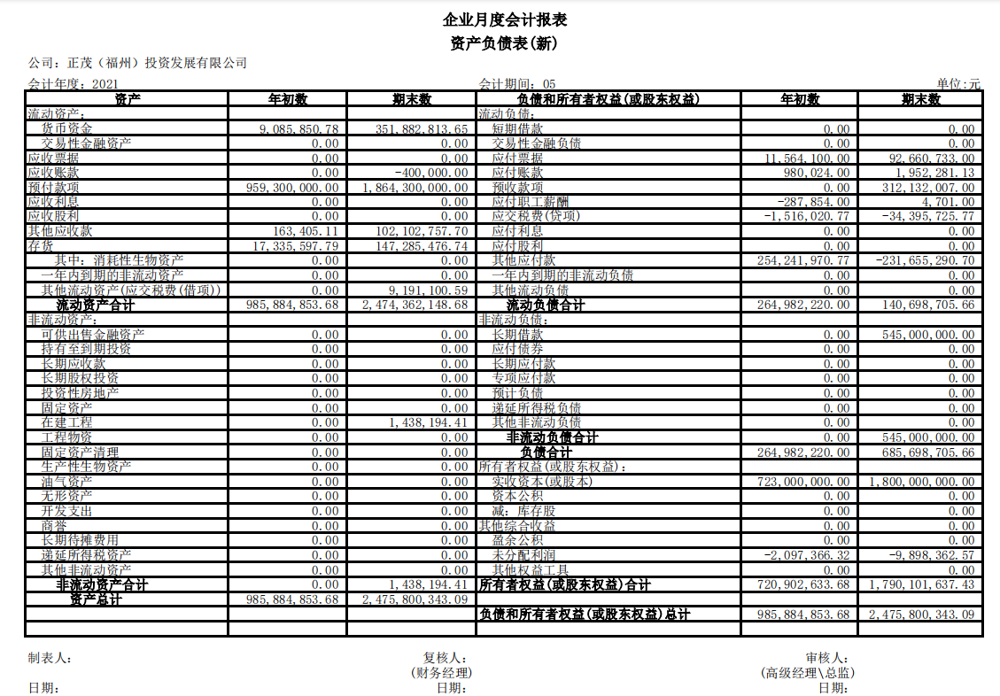 企业月度会计报表
资产负债表(新)
公司：正茂（福州）投资发展有限公司
会计年度：2021 会计期间：05 单位:元
资产 年初数 期末数 负债和所有者权益(或股东权益) 年初数 期末数
流动资产： 流动负债：
货币资金 9,085,850.78 351,882,813.65 短期借款 0.00 0.00
交易性金融资产 0.00 0.00 交易性金融负债 0.00 0.00
应收票据 0.00 0.00 应付票据 11,564,100.00 92,660,733.00
应收账款 0.00 -400,000.00 应付账款 980,024.00 1,952,281.13
预付款项 959,300,000.00 1,864,300,000.00 预收款项 0.00 312,132,007.00
应收利息 0.00 0.00 应付职工薪酬 -287,854.00 4,701.00
应收股利 0.00 0.00 应交税费(贷项) -1,516,020.77 -34,395,725.77
其他应收款 163,405.11 102,102,757.70 应付利息 0.00 0.00
存货 17,335,597.79 147,285,476.74 应付股利 0.00 0.00
其中：消耗性生物资产 0.00 0.00 其他应付款 254,241,970.77 -231,655,290.70
一年内到期的非流动资产 0.00 0.00 一年内到期的非流动负债 0.00 0.00
其他流动资产(应交税费(借项)) 0.00 9,191,100.59 其他流动负债 0.00 0.00
流动资产合计 985,884,853.68 2,474,362,148.68 流动负债合计 264,982,220.00 140,698,705.66
非流动资产： 非流动负债：
可供出售金融资产 0.00 0.00 长期借款 0.00 545,000,000.00
持有至到期投资 0.00 0.00 应付债券 0.00 0.00
长期应收款 0.00 0.00 长期应付款 0.00 0.00
长期股权投资 0.00 0.00 专项应付款 0.00 0.00
投资性房地产 0.00 0.00 预计负债 0.00 0.00
固定资产 0.00 0.00 递延所得税负债 0.00 0.00
在建工程 0.00 1,438,194.41 其他非流动负债 0.00 0.00
工程物资 0.00 0.00 非流动负债合计 0.00 545,000,000.00
固定资产清理 0.00 0.00 负债合计 264,982,220.00 685,698,705.66
生产性生物资产 0.00 0.00 所有者权益(或股东权益)：
油气资产 0.00 0.00 实收资本(或股本) 723,000,000.00 1,800,000,000.00
无形资产 0.00 0.00 资本公积 0.00 0.00
开发支出 0.00 0.00 减：库存股 0.00 0.00
商誉 0.00 0.00 其他综合收益 0.00 0.00
长期待摊费用 0.00 0.00 盈余公积 0.00 0.00
递延所得税资产 0.00 0.00 未分配利润 -2,097,366.32 -9,898,362.57
其他非流动资产 0.00 0.00 其他权益工具 0.00 0.00
非流动资产合计 0.00 1,438,194.41 所有者权益(或股东权益)合计 720,902,633.68 1,790,101,637.43
资产总计 985,884,853.68 2,475,800,343.09
负债和所有者权益(或股东权益)总计 985,884,853.68 2,475,800,343.09
制表人： 复核人： 审核人：
(财务经理) (高级经理\总监)
日期： 日期： 日期：